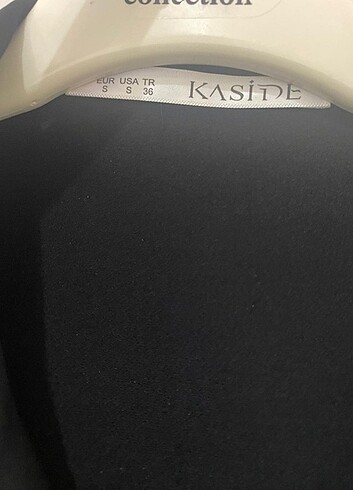 collection
EUR USA TR
S S 36
KASİDE